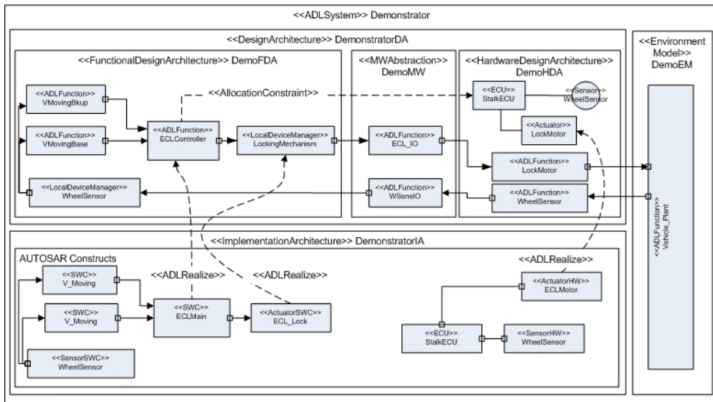 <<ADLSystem>> Demonstrator
<<DesignArchitecture>> DemonstratorDA
<<Environment
Model>>
DemoEM
<<FunctionalDesignArchitecture>> DemoFDA
<<MWAbstraction>>
DemoMW
<<HardwareDesignArchitecture>>
DemoHDA
<<ADLFunction>>
VMovingBkup
<<AllocationConstraint>>
<<ECU>>
StalkECU
<<Sensor>>
WheelSensor
<<ADLFunction>>
VMovingBase
<<ADLFunction>>
ECLController
<<LocalDeviceManager>>
LockingMechanism
<<ADLFunction>>
ECL_IO
<<Actuator>>
LockMotor
<<ADLFunction>>
LockMotor
<<LocalDeviceManager>>
WheelSensor
<<ADLFunction>>
WSensIO
<<ADLFunction>>
WheelSensor
<<ADLFunction>>
Vehicle_Plant
<<ImplementationArchitecture>> DemonstratorIA
AUTOSAR Constructs
<<ADLRealize>>
<<ADLRealize>>
<<ADLRealize>>
<<SWC>>
V_Moving
<<SWC>>
V_Moving
<<SWC>>
ECLMain
<<ActuatorSWC>>
ECL_Lock
<<ActuatorHW>>
ECLMotor
<<ECU>>
StalkECU
<<SensorHW>>
WheelSensor
<<SensorSWC>>
WheelSensor